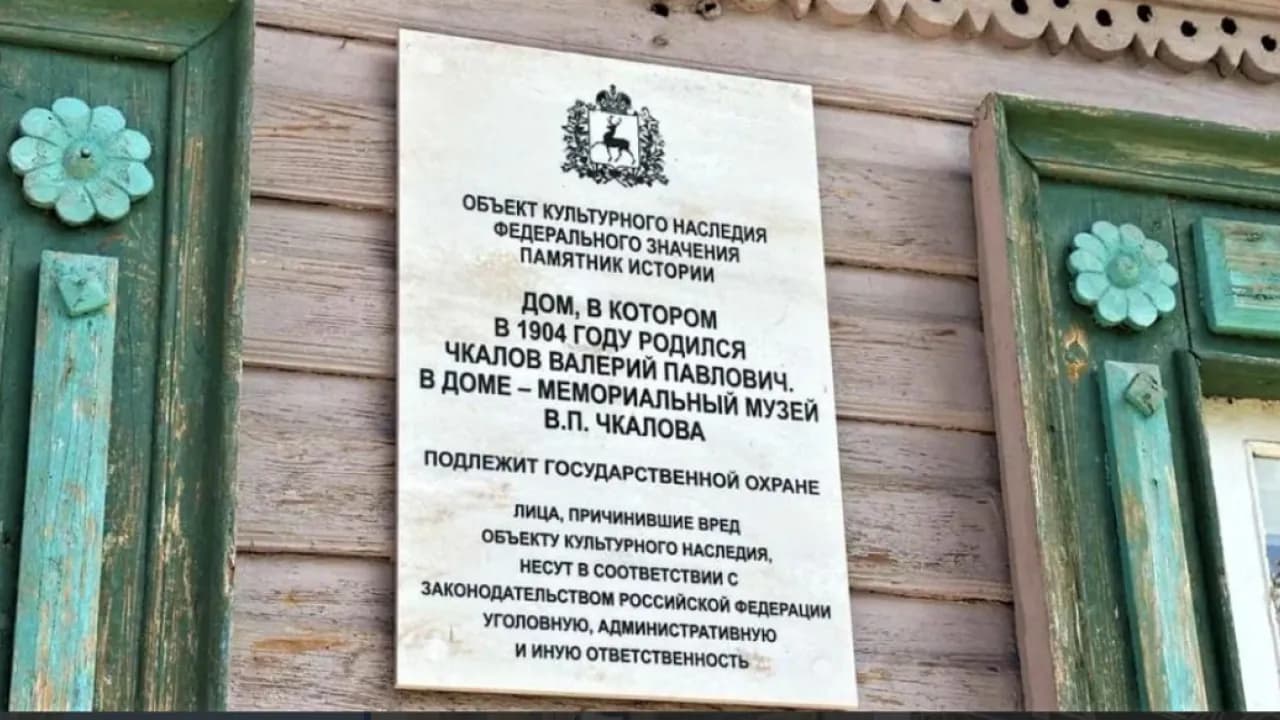 ОБЪЕКТ КУЛЬТУРНОГО НАСЛЕДИЯ
ФЕДЕРАЛЬНОГО ЗНАЧЕНИЯ
ПАМЯТНИК ИСТОРИИ
ДОМ, В КОТОРОМ
В 1904 ГОДУ РОДИЛСЯ
ЧКАЛОВ ВАЛЕРИЙ ПАВЛОВИЧ.
В ДОМЕ – МЕМОРИАЛЬНЫЙ МУЗЕЙ
В.П. ЧКАЛОВА
ПОДЛЕЖИТ ГОСУДАРСТВЕННОЙ ОХРАНЕ
ЛИЦА, ПРИЧИНИВШИЕ ВРЕД
ОБЪЕКТУ КУЛЬТУРНОГО НАСЛЕДИЯ,
НЕСУТ В СООТВЕТСТВИИ С
ЗАКОНОДАТЕЛЬСТВОМ РОССИЙСКОЙ ФЕДЕРАЦИИ
УГОЛОВНУЮ, АДМИНИСТРАТИВНУЮ
И ИНУЮ ОТВЕТСТВЕННОСТЬ